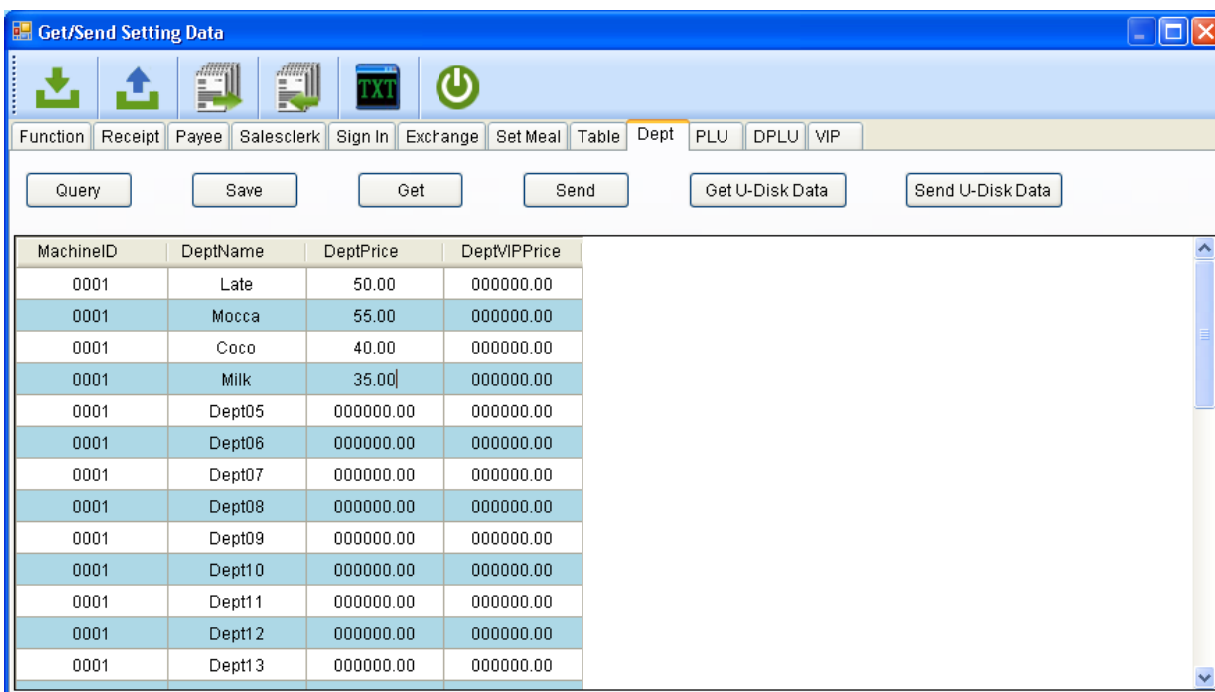 Get/Send Setting Data
TXT
Function Receipt Payee Salesclerk Sign In Exchange Set Meal Table Dept PLU DPLU VIP
Query Save Get Send Get U-Disk Data Send U-Disk Data
MachineID DeptName DeptPrice DeptVIPPrice
0001 Late 50.00 000000.00
0001 Mocca 55.00 000000.00
0001 Coco 40.00 000000.00
0001 Milk 35.00 000000.00
0001 Dept05 000000.00 000000.00
0001 Dept06 000000.00 000000.00
0001 Dept07 000000.00 000000.00
0001 Dept08 000000.00 000000.00
0001 Dept09 000000.00 000000.00
0001 Dept10 000000.00 000000.00
0001 Dept11 000000.00 000000.00
0001 Dept12 000000.00 000000.00
0001 Dept13 000000.00 000000.00